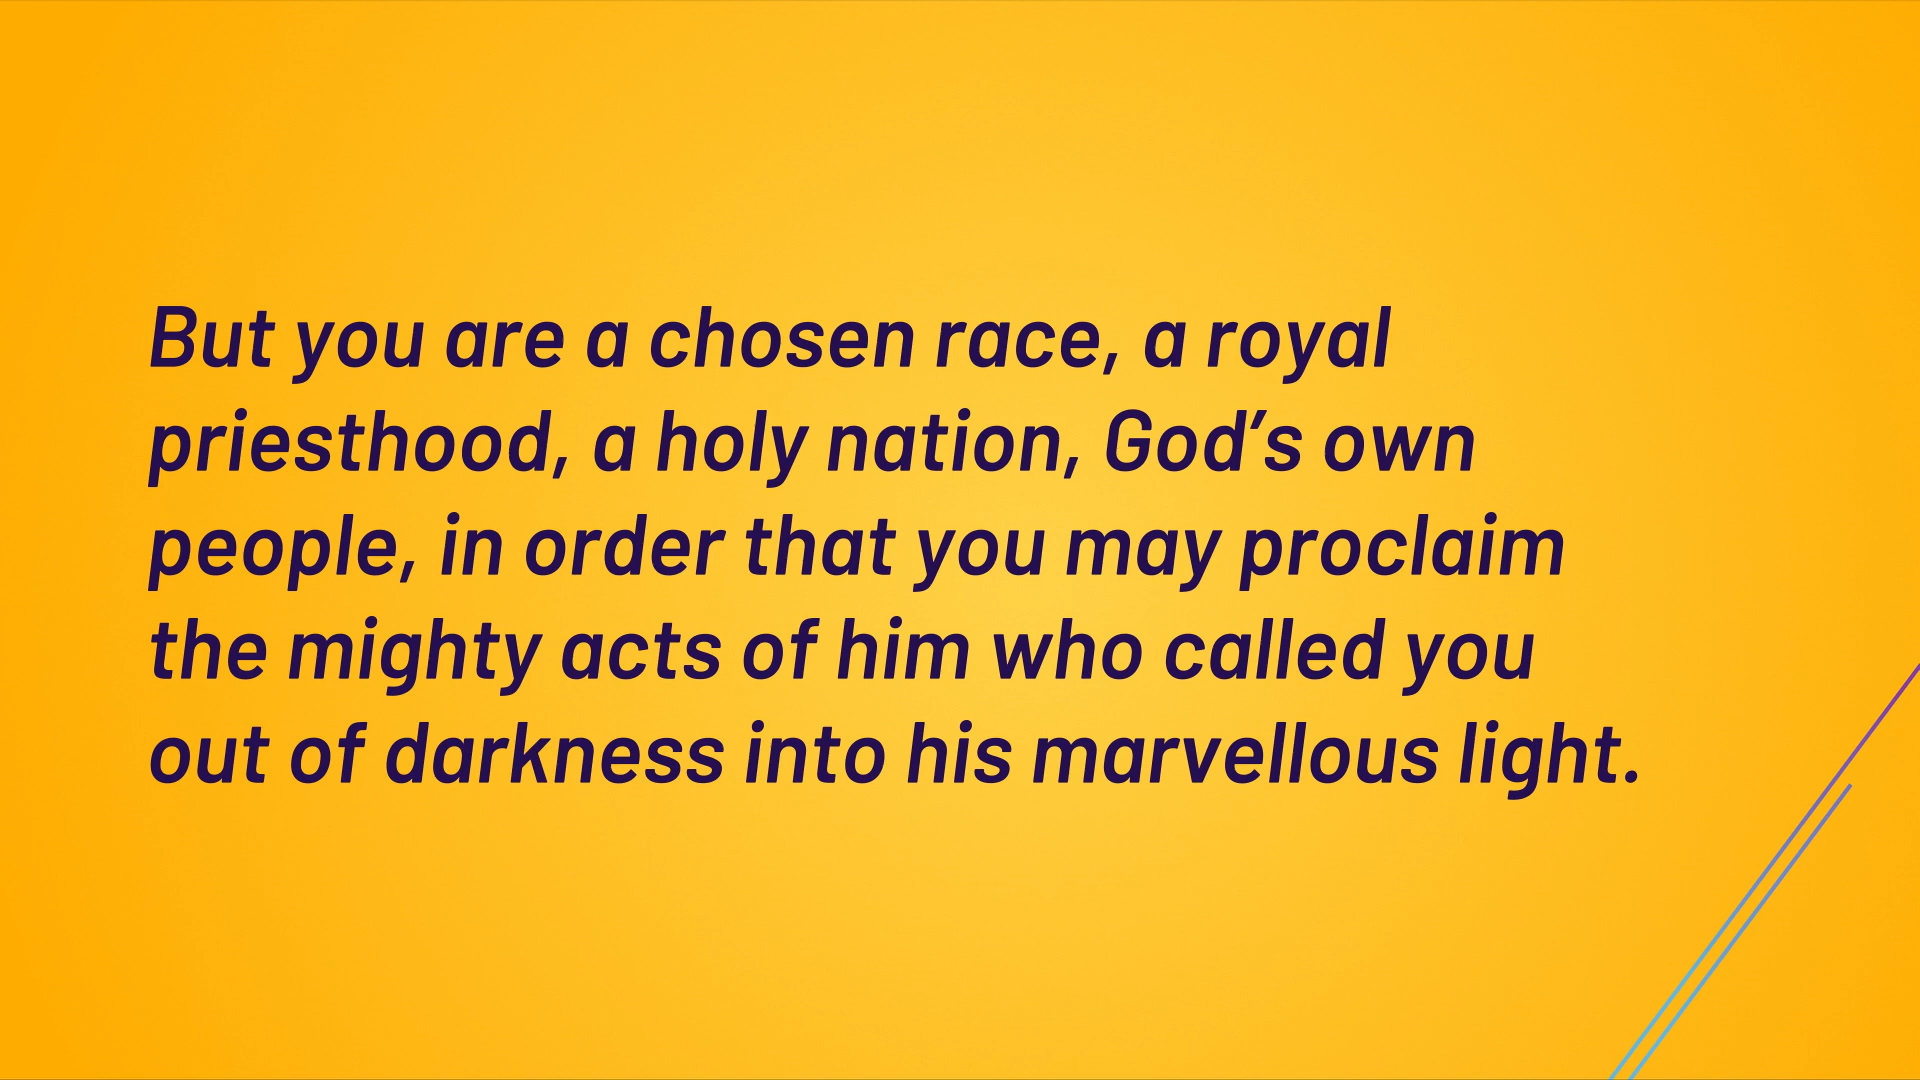 But you are a chosen race, a royal
priesthood, a holy nation, God’s own
people, in order that you may proclaim
the mighty acts of him who called you
out of darkness into his marvellous light.